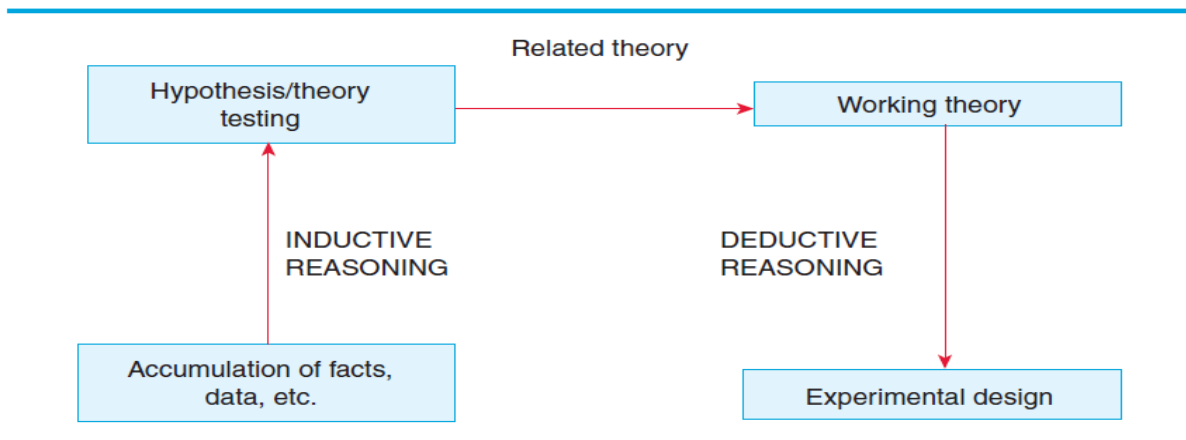 Related theory
Hypothesis/theory
testing
Working theory
INDUCTIVE
REASONING
DEDUCTIVE
REASONING
Accumulation of facts,
data, etc.
Experimental design